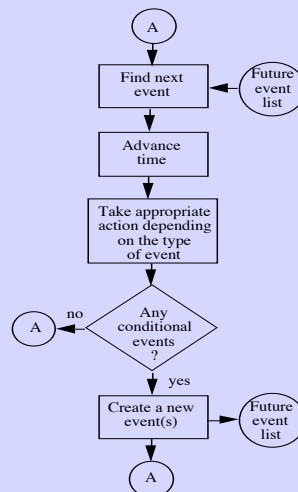 A
Find next
event
Future
event
list
Advance
time
Take appropriate
action depending
on the type
of event
Any
conditional
events
?
no
A
yes
Create a new
event(s)
Future
event
list
A